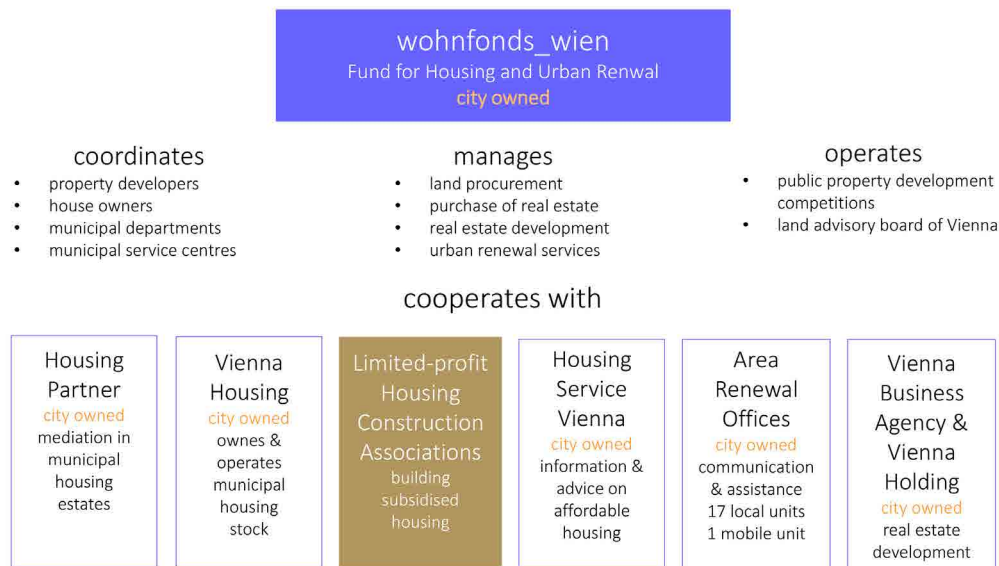 wohnfonds_wien
Fund for Housing and Urban Renwal
city owned
coordinates
• property developers
• house owners
• municipal departments
• municipal service centres
manages
• land procurement
• purchase of real estate
• real estate development
• urban renewal services
operates
• public property development
competitions
• land advisory board of Vienna
cooperates with
Housing
Partner
city owned
mediation in
municipal
housing
estates
Vienna
Housing
city owned
ownes &
operates
municipal
housing
stock
Limited-profit
Housing
Construction
Associations
building
subsidised
housing
Housing
Service
Vienna
city owned
information &
advice on
affordable
housing
Area
Renewal
Offices
city owned
communication
& assistance
17 local units
1 mobile unit
Vienna
Business
Agency &
Vienna
Holding
city owned
real estate
development